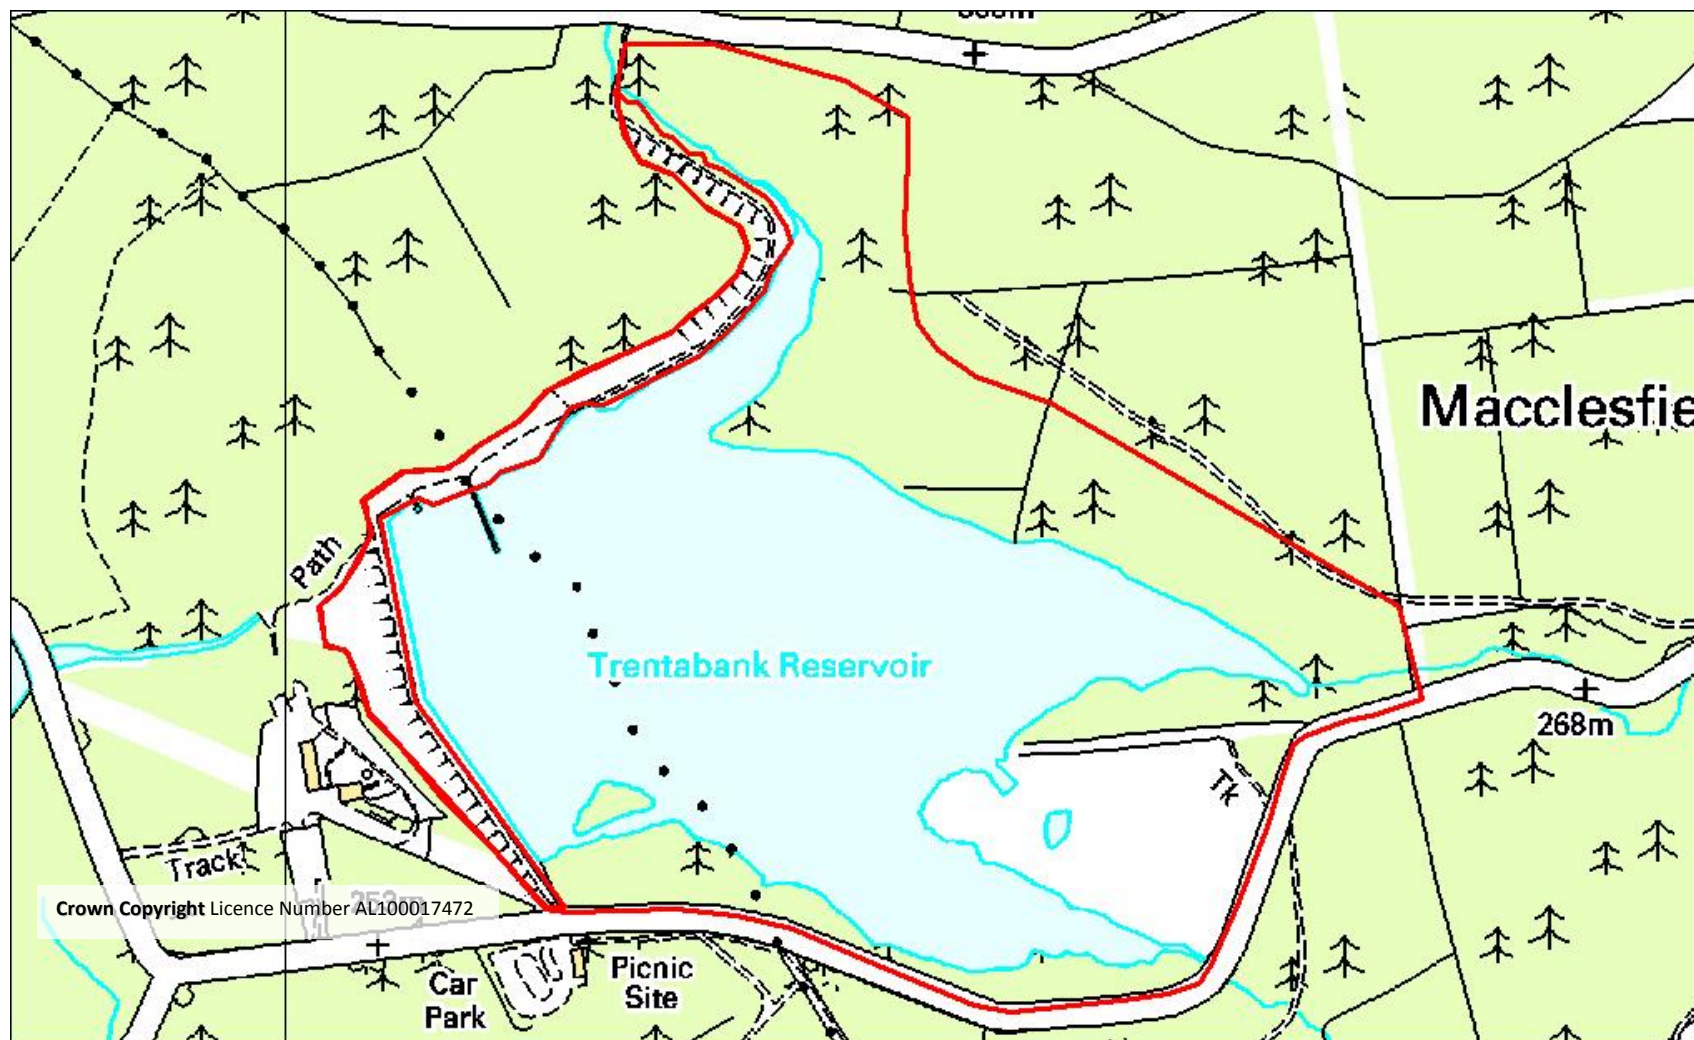 Macclesfie
Path
Trentabank Reservoir
268m
Tk
Track
Crown Copyright Licence Number AL100017472
Car
Park
Picnic
Site